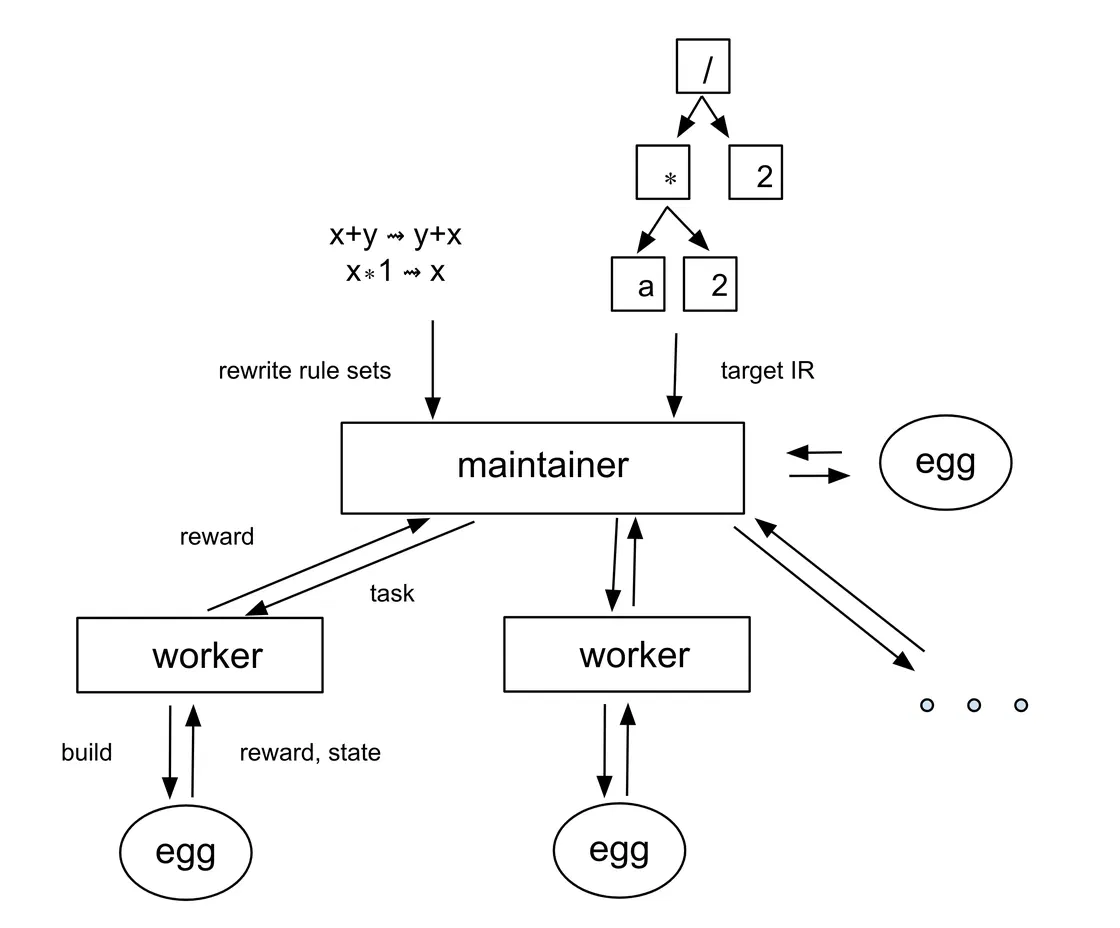 /
* 2
x+y ⇝ y+x
x*1 ⇝ x
a 2
rewrite rule sets
target IR
maintainer
egg
reward
task
worker
worker
build
reward, state
egg
egg